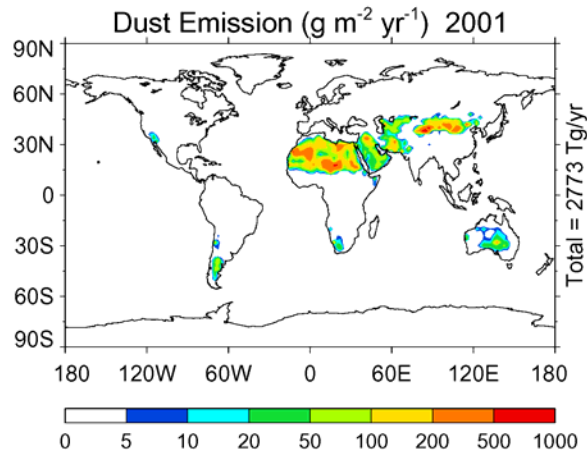 Dust Emission (g m⁻² yr⁻¹) 2001
90N
60N
30N
0
30S
60S
90S
180 120W 60W 0 60E 120E 180
Total = 2773 Tg/yr
0 5 10 20 50 100 200 500 1000